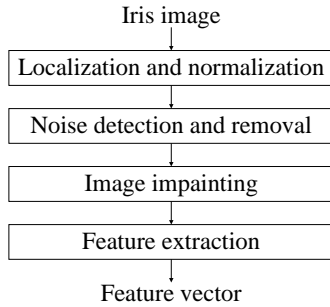 Iris image
Localization and normalization
Noise detection and removal
Image impainting
Feature extraction
Feature vector